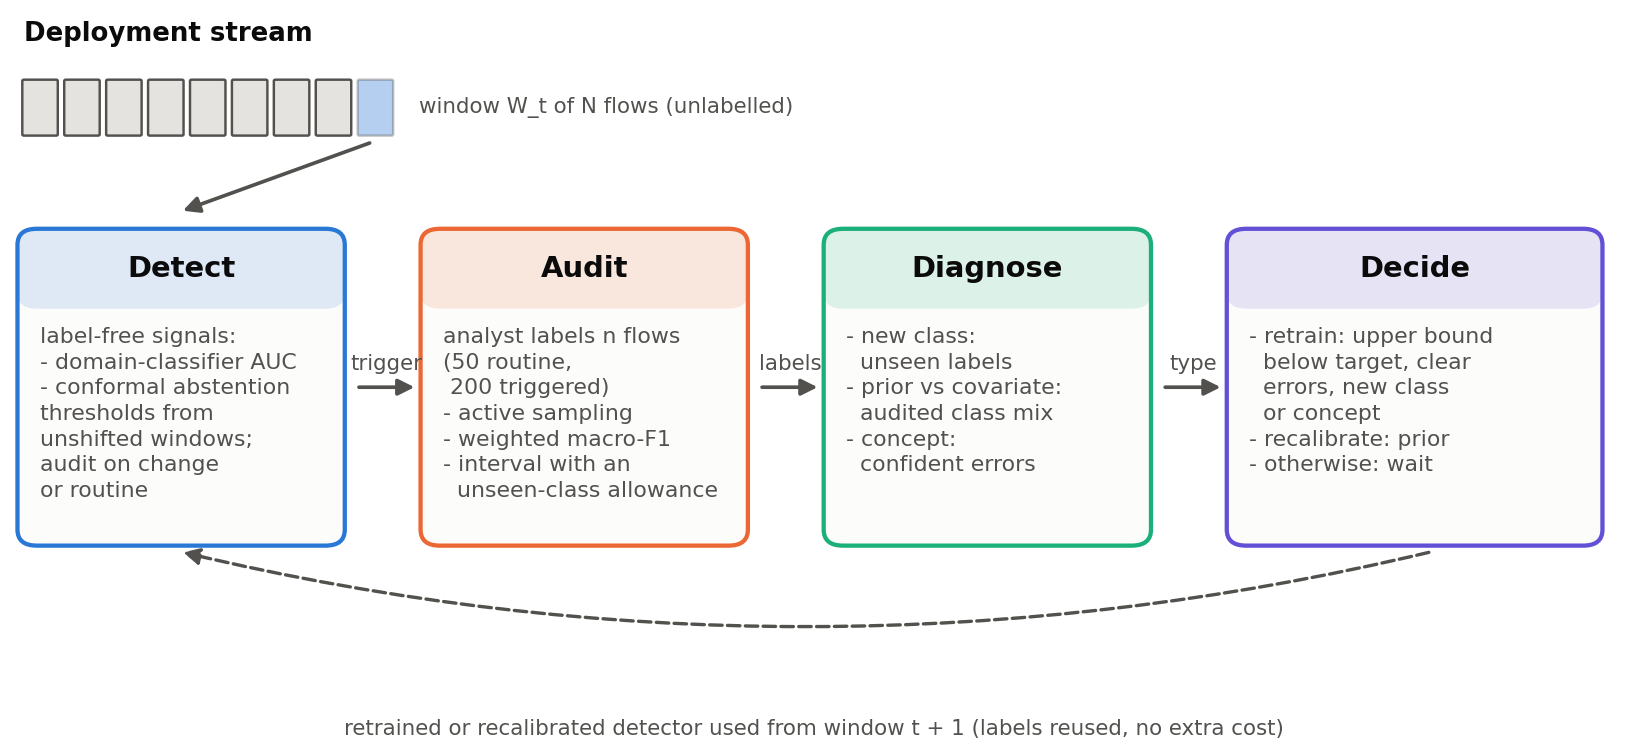 Deployment stream
window W_t of N flows (unlabelled)
Detect
label-free signals:
- domain-classifier AUC
- conformal abstention
thresholds from
unshifted windows;
audit on change
or routine
trigger
Audit
analyst labels n flows
(50 routine,
200 triggered)
- active sampling
- weighted macro-F1
- interval with an
unseen-class allowance
labels
Diagnose
- new class:
unseen labels
- prior vs covariate:
audited class mix
- concept:
confident errors
type
Decide
- retrain: upper bound
below target, clear
errors, new class
or concept
- recalibrate: prior
- otherwise: wait
retrained or recalibrated detector used from window t + 1 (labels reused, no extra cost)